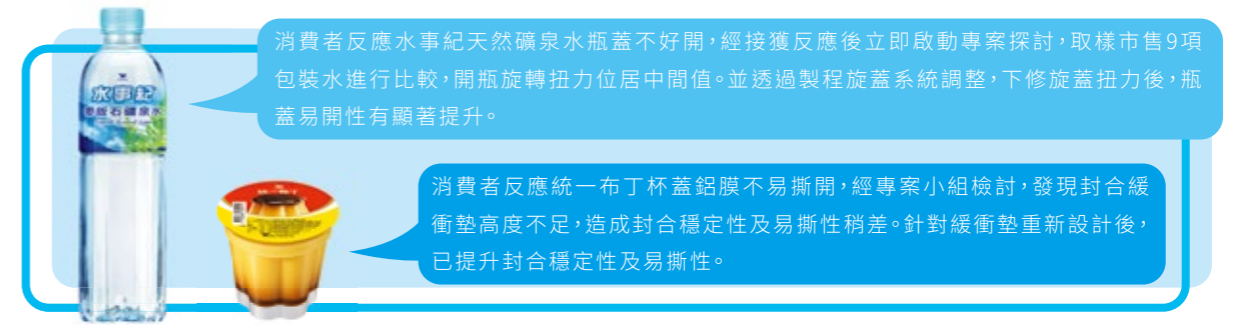 消費者反應水事紀天然礦泉水瓶蓋不好開,經接獲反應後立即啟動專案探討,取樣市售9項
包裝水進行比較,開瓶旋轉扭力位居中間值。並透過製程旋蓋系統調整,下修旋蓋扭力後,瓶
蓋易開性有顯著提升。
水事紀
消費者反應統一布丁杯蓋鋁膜不易撕開,經專案小組檢討,發現封合緩
衝墊高度不足,造成封合穩定性及易撕性稍差。針對緩衝墊重新設計後,
已提升封合穩定性及易撕性。